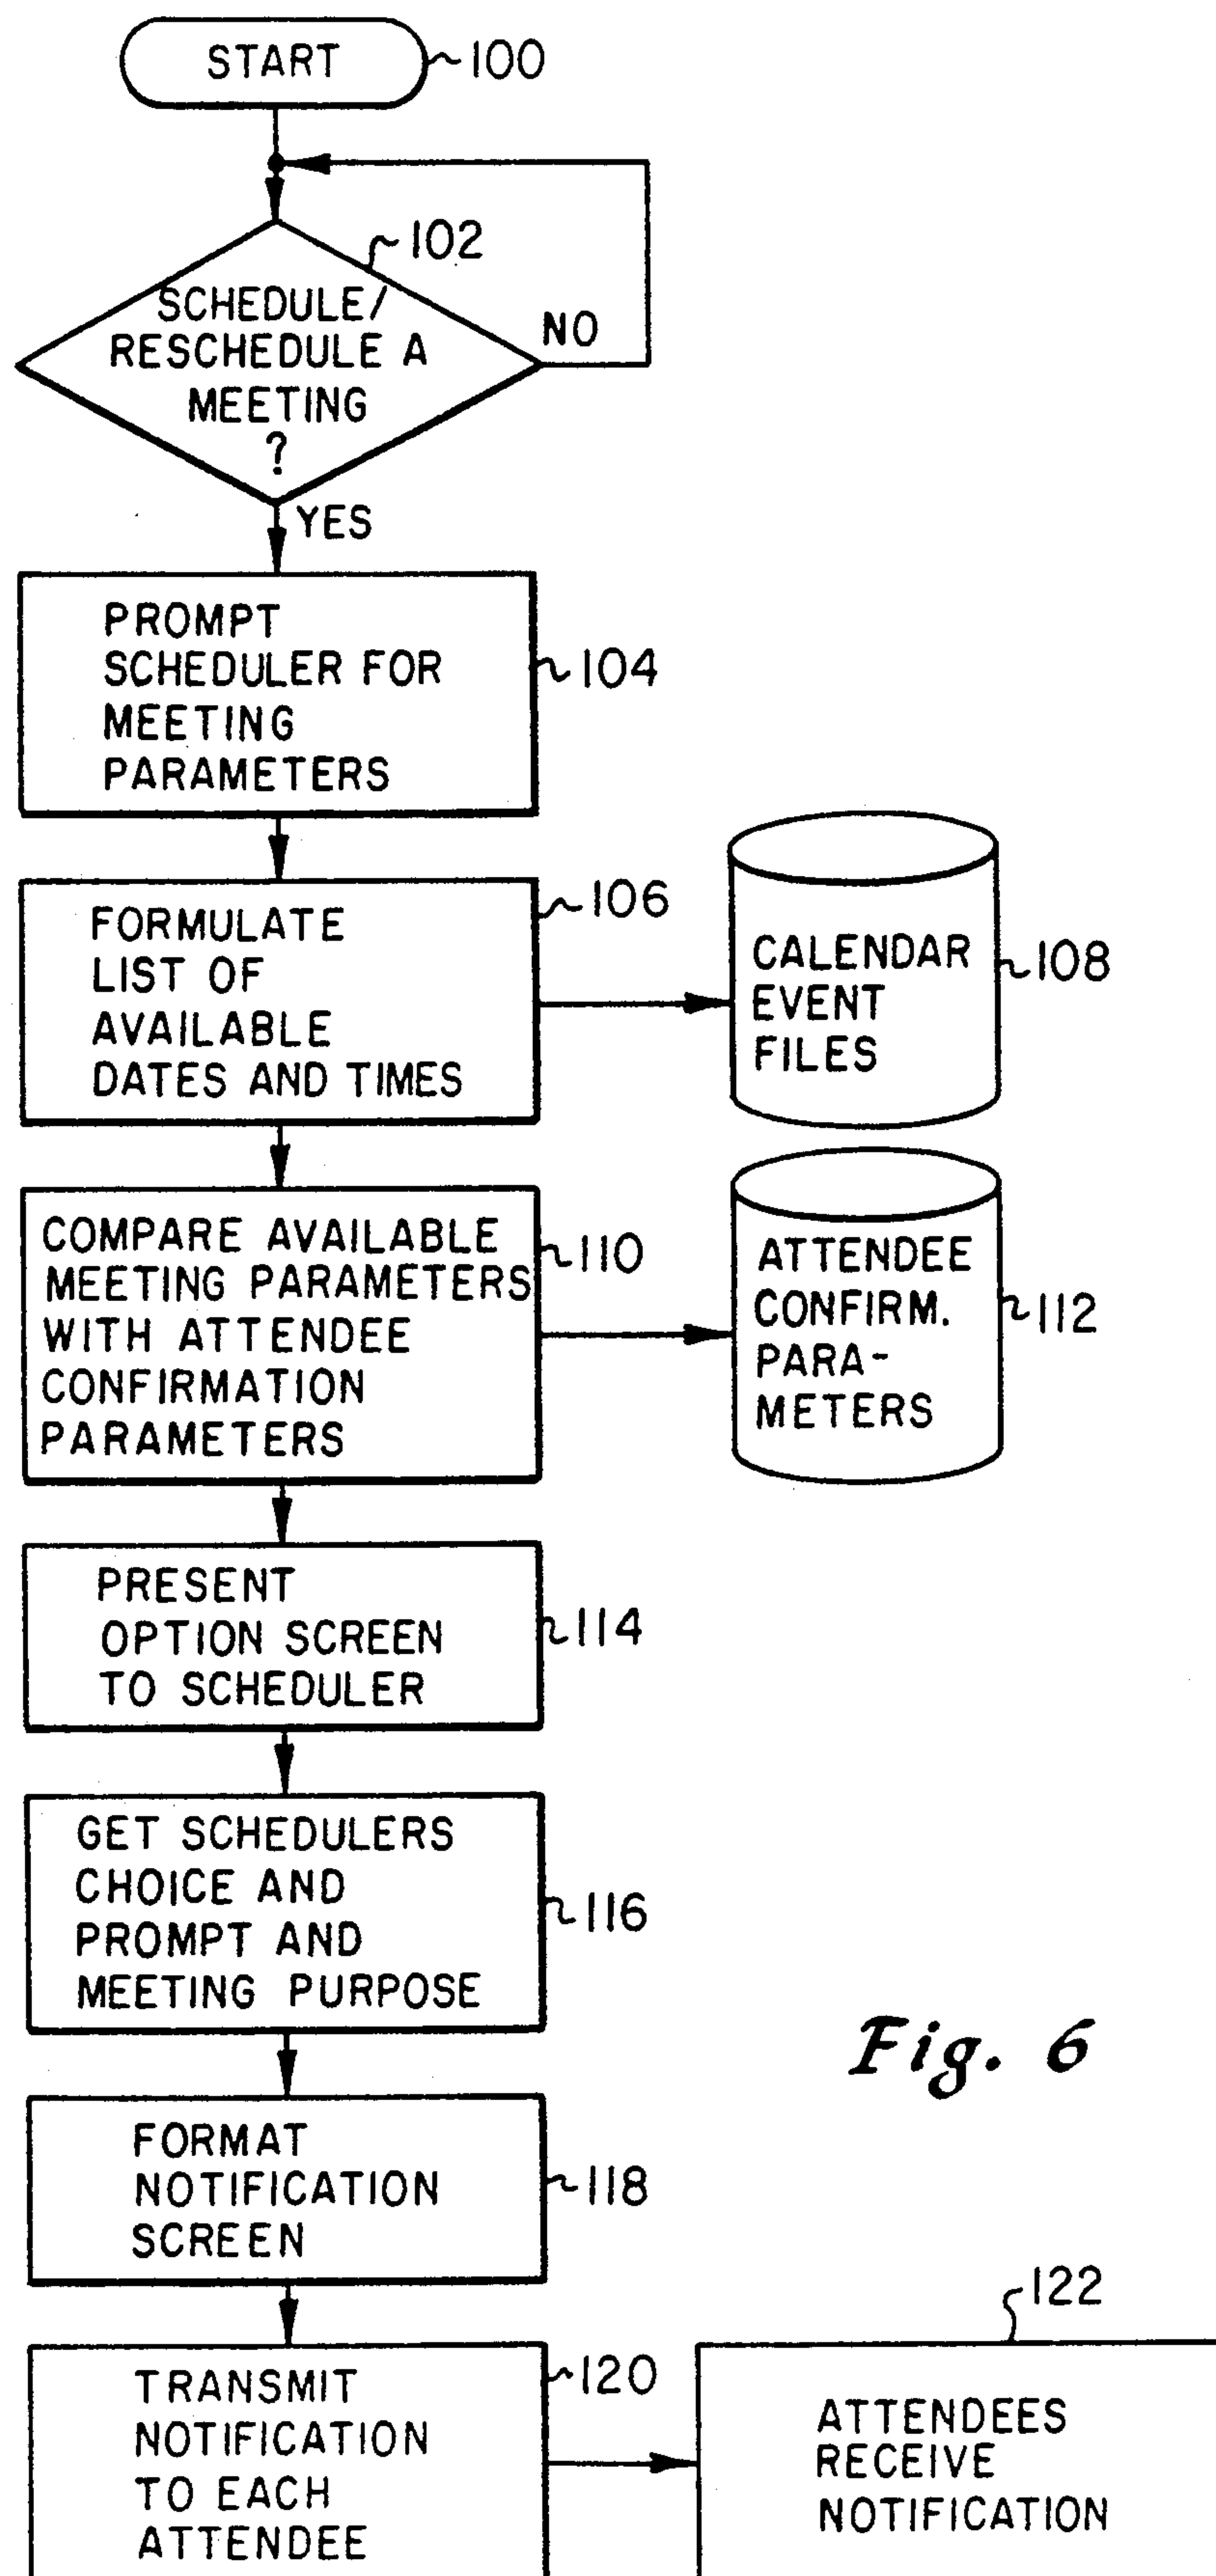 START
100
102
SCHEDULE/
RESCHEDULE A
MEETING
?
NO
YES
PROMPT
SCHEDULER FOR
MEETING
PARAMETERS
104
FORMULATE
LIST OF
AVAILABLE
DATES AND TIMES
106
CALENDAR
EVENT
FILES
108
COMPARE AVAILABLE
MEETING PARAMETERS
WITH ATTENDEE
CONFIRMATION
PARAMETERS
110
ATTENDEE
CONFIRM.
PARA-
METERS
112
PRESENT
OPTION SCREEN
TO SCHEDULER
114
GET SCHEDULERS
CHOICE AND
PROMPT AND
MEETING PURPOSE
116
Fig. 6
FORMAT
NOTIFICATION
SCREEN
118
TRANSMIT
NOTIFICATION
TO EACH
ATTENDEE
120
122
ATTENDEES
RECEIVE
NOTIFICATION